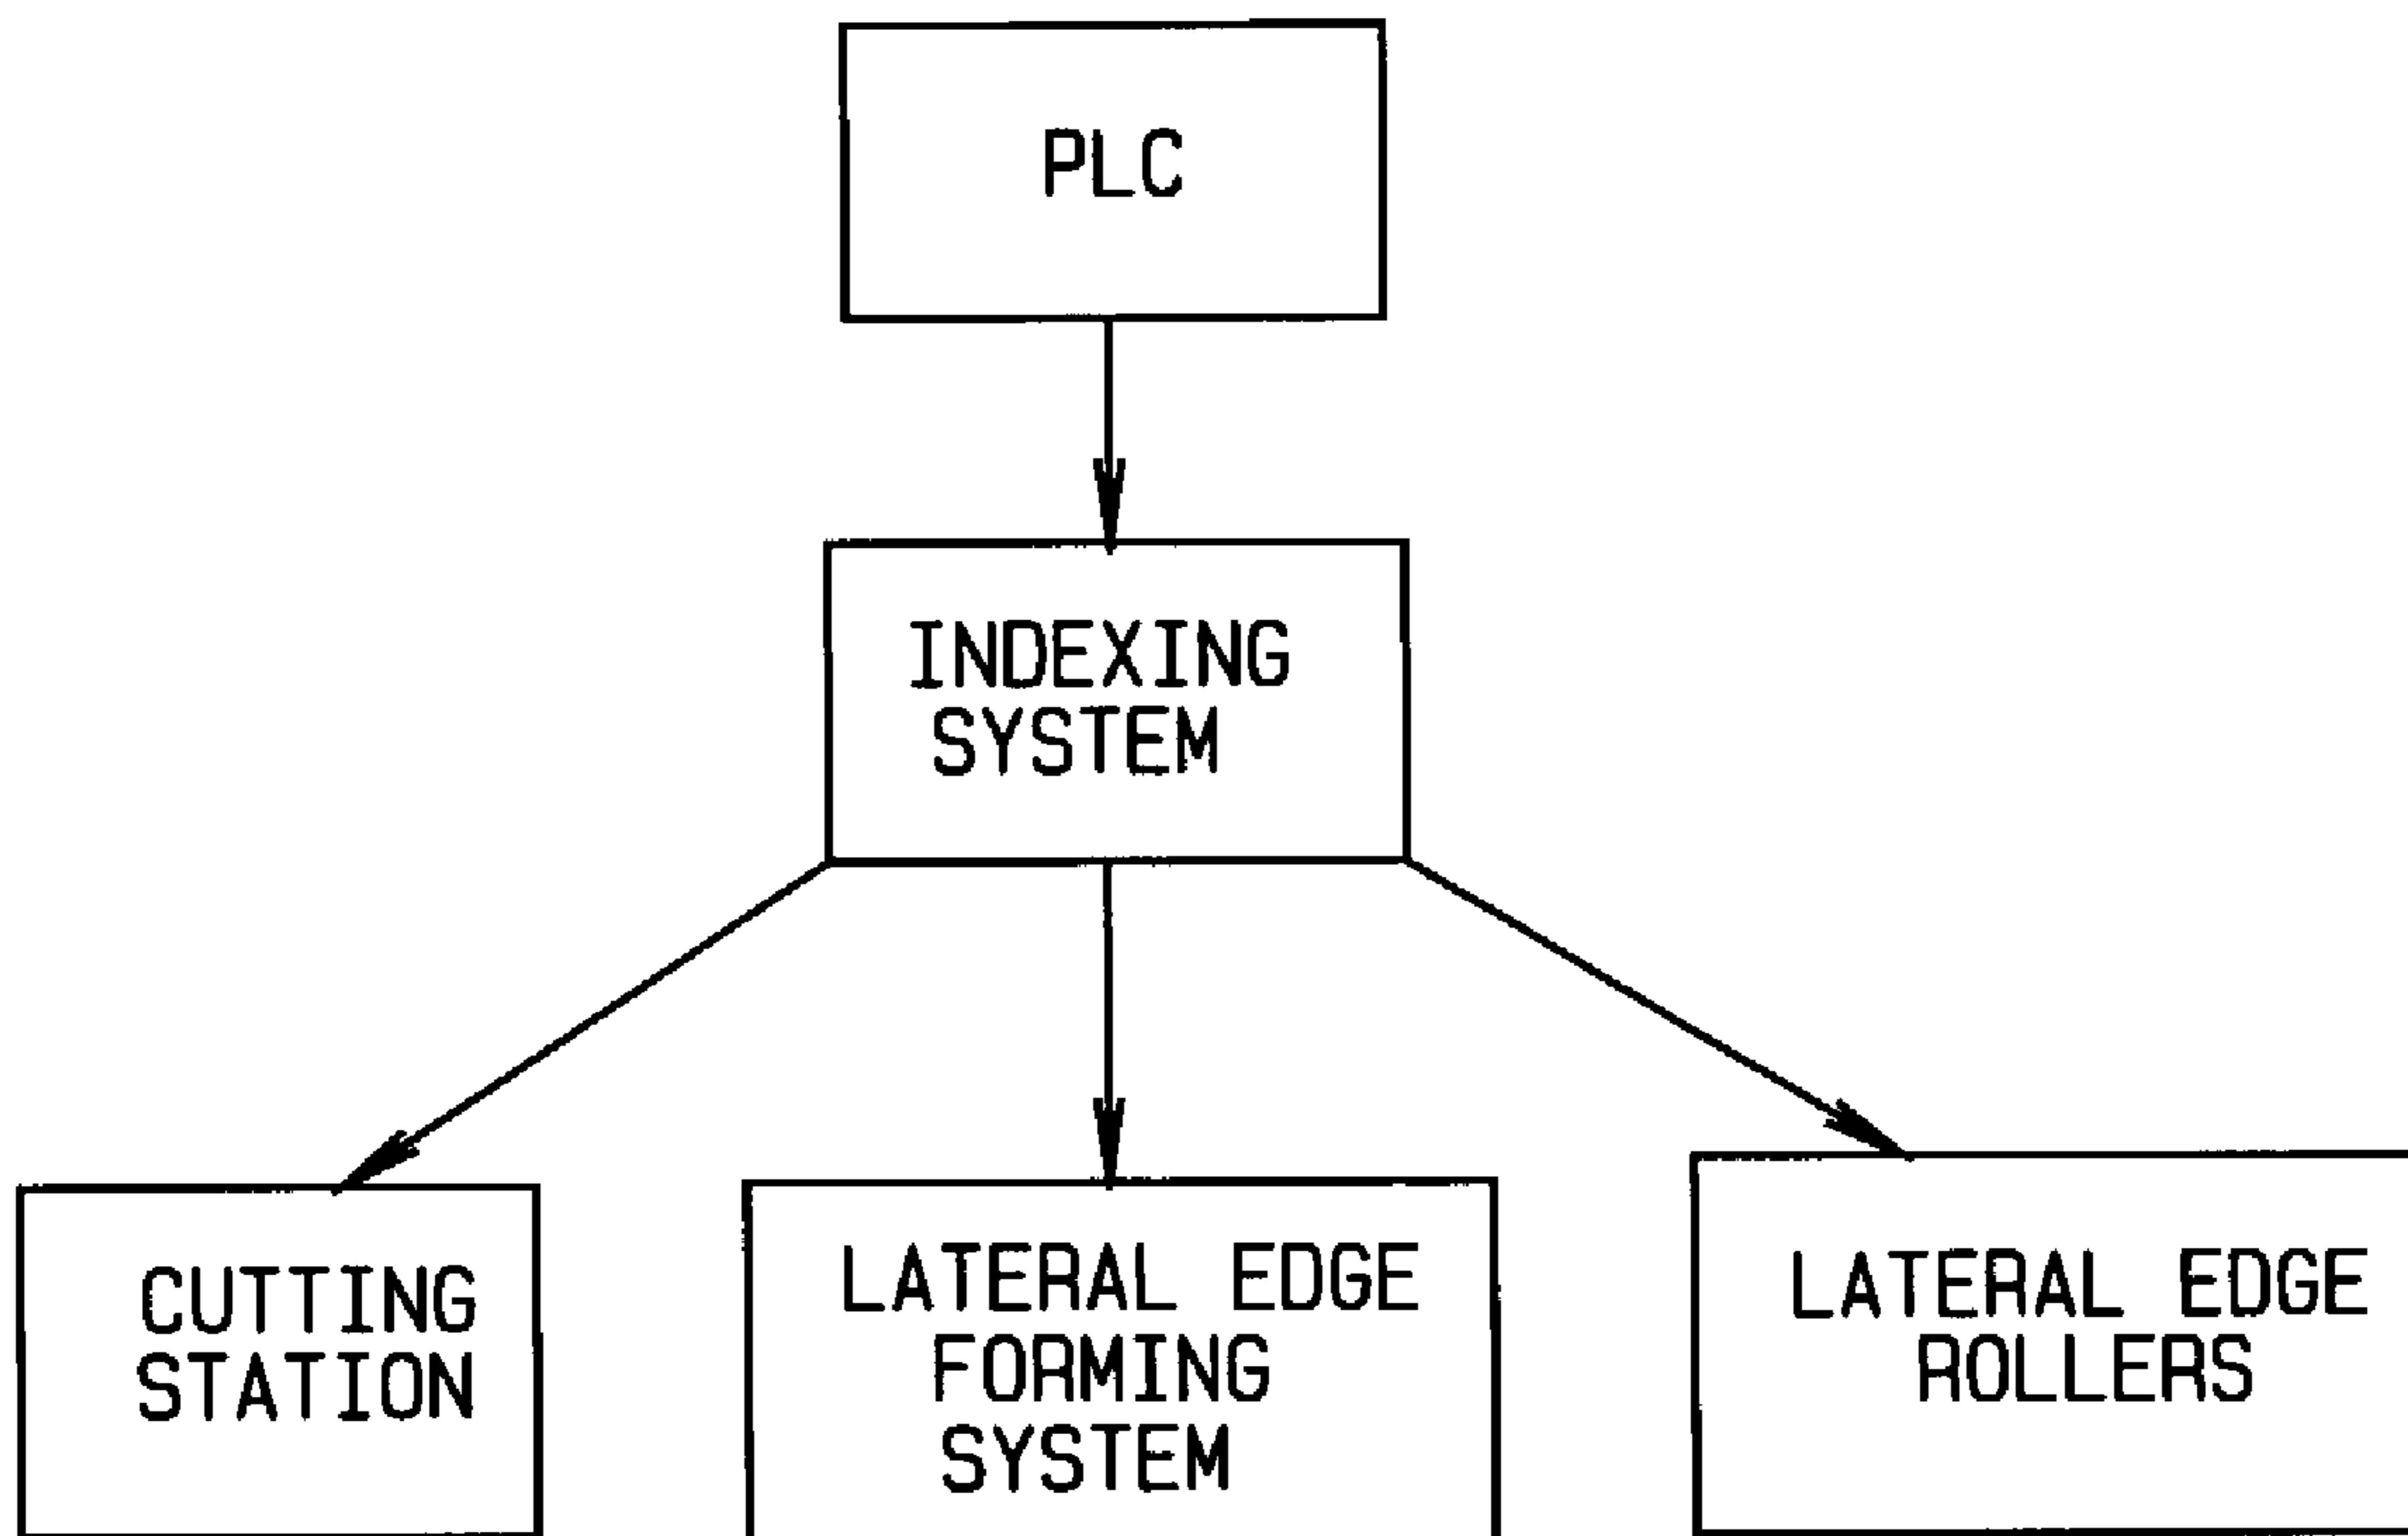 PLC
INDEXING
SYSTEM
CUTTING
STATION
LATERAL EDGE
FORMING
SYSTEM
LATERAL EDGE
ROLLERS